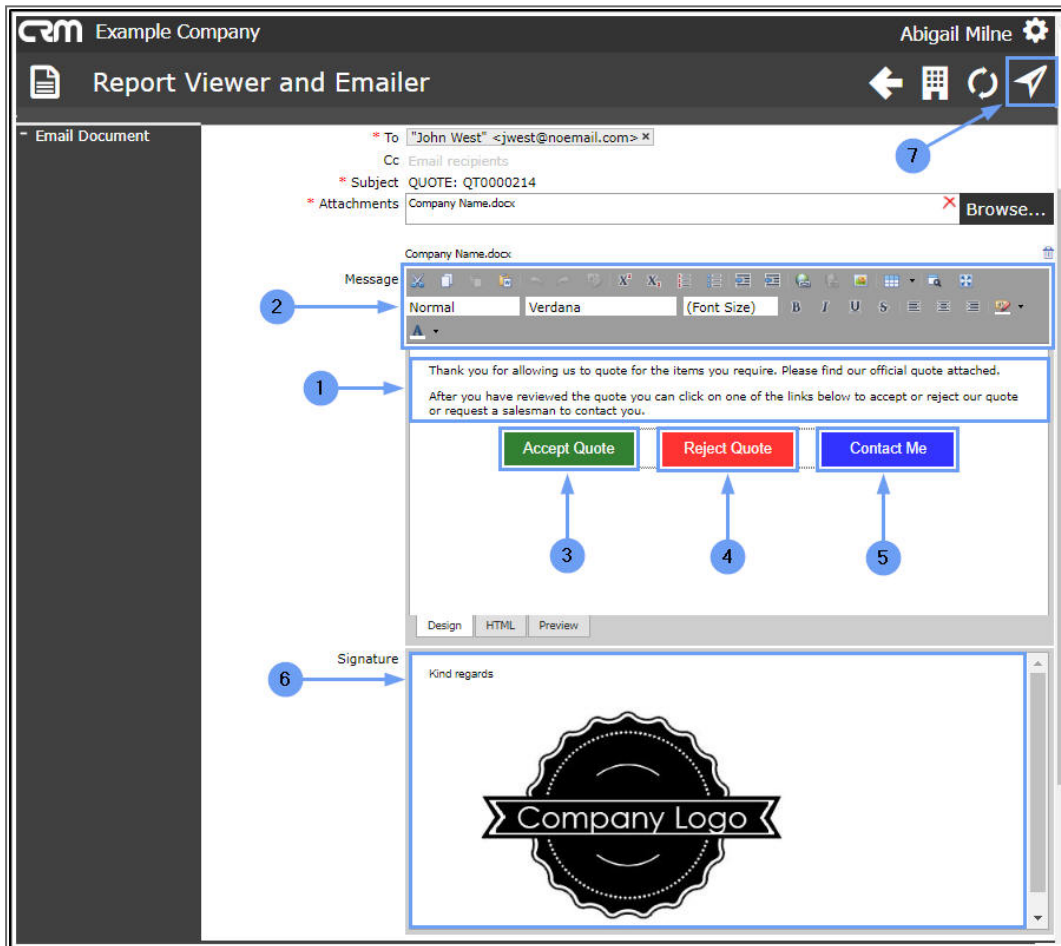 CRM Example Company
Abigail Milne
Report Viewer and Emailer
7
- Email Document
* To "John West" <jwest@noemail.com> ×
Cc Email recipients
* Subject QUOTE: QT0000214
* Attachments Company Name.docx
Browse...
Company Name.docx
Message
2
Normal Verdana (Font Size) B I U S
A
1
Thank you for allowing us to quote for the items you require. Please find our official quote attached.
After you have reviewed the quote you can click on one of the links below to accept or reject our quote
or request a salesman to contact you.
Accept Quote Reject Quote Contact Me
3 4 5
Design HTML Preview
Signature
6
Kind regards
Company Logo